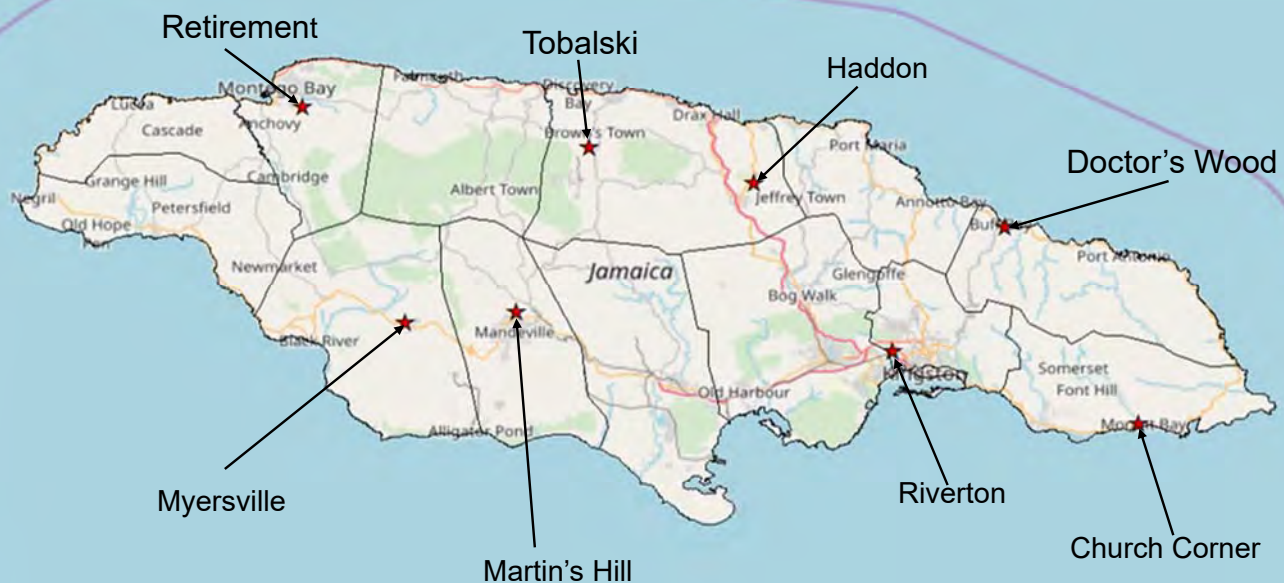 Retirement
Tobalski
Haddon
Doctor's Wood
Montego Bay
Lucea
Anchovy
Cascade
Falmouth
Discovery
Bay
Brown's Town
Drax Hall
Port Maria
Grange Hill
Cambridge
Albert Town
Jeffrey Town
Annotto Bay
Negril
Petersfield
Old Hope
Port Antonio
Newmarket
Jamaica
Glengoffe
Bog Walk
Black River
Mandeville
Kingston
Somerset
Font Hill
Old Harbour
Alligator Pond
Morant Bay
Myersville
Riverton
Martin's Hill
Church Corner